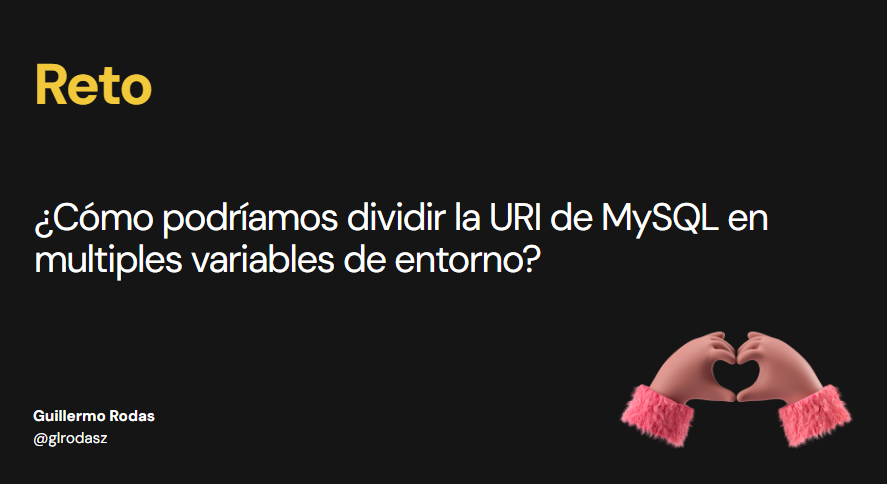 Reto
¿Cómo podríamos dividir la URI de MySQL en
multiples variables de entorno?
Guillermo Rodas
@glrodasz